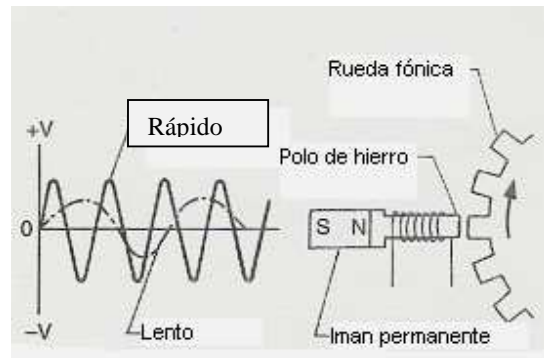 Rueda fónica
Rápido
+V
Polo de hierro
0
S N
-V
Lento
Iman permanente